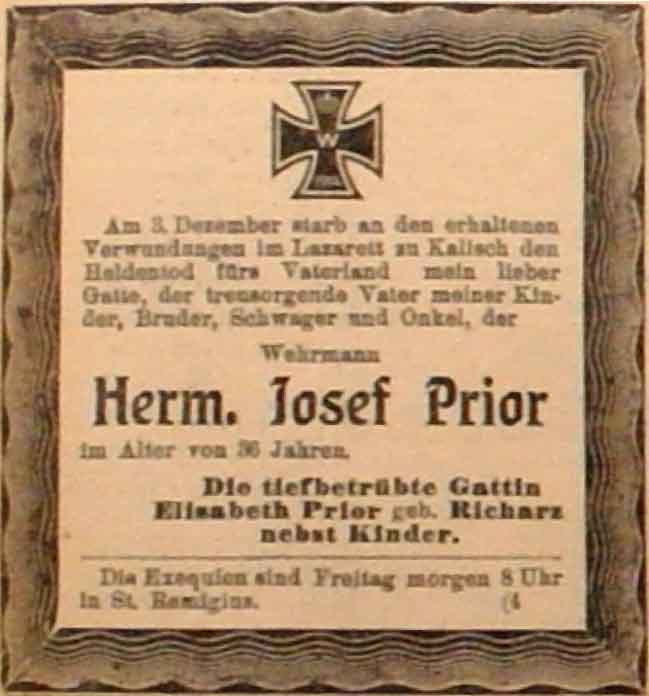 W
Am 3. Dezember starb an den erhaltenen
Verwundungen im Lazarett zu Kalisch den
Heldentod fürs Vaterland mein lieber
Gatte, der treusorgende Vater meiner Kin-
der, Bruder, Schwager und Onkel, der
Wehrmann
Herm. Josef Prior
im Alter von 36 Jahren.
Die tiefbetrübte Gattin
Elisabeth Prior geb. Richarz
nebst Kinder.
Die Exequien sind Freitag morgen 8 Uhr
in St. Remigius. (4